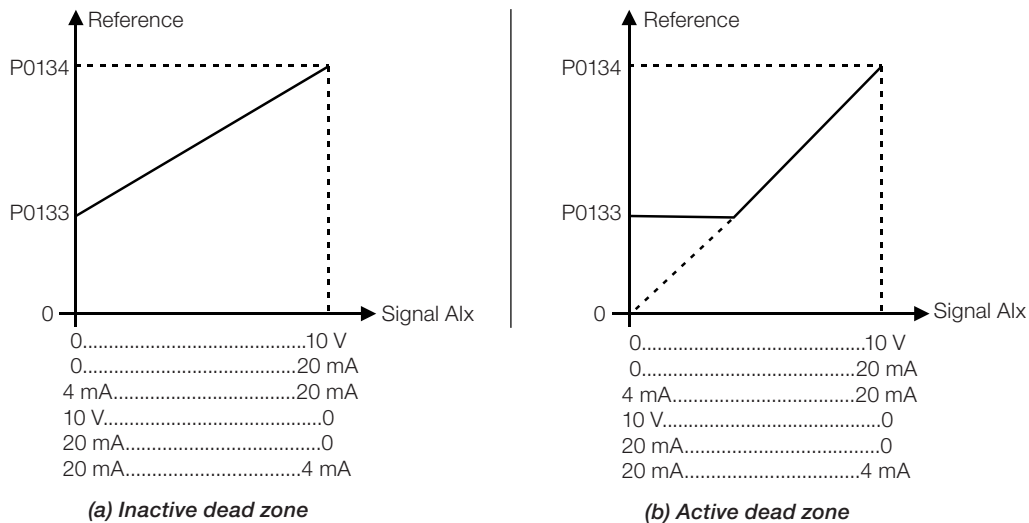 Reference
P0134
P0133
0
Signal AIx
0..........................................10 V
0.....................................20 mA
4 mA...............................20 mA
10 V.........................................0
20 mA......................................0
20 mA...................................4 mA
(a) Inactive dead zone
Reference
P0134
P0133
0
Signal AIx
0..........................................10 V
0.....................................20 mA
4 mA...............................20 mA
10 V.........................................0
20 mA......................................0
20 mA...................................4 mA
(b) Active dead zone